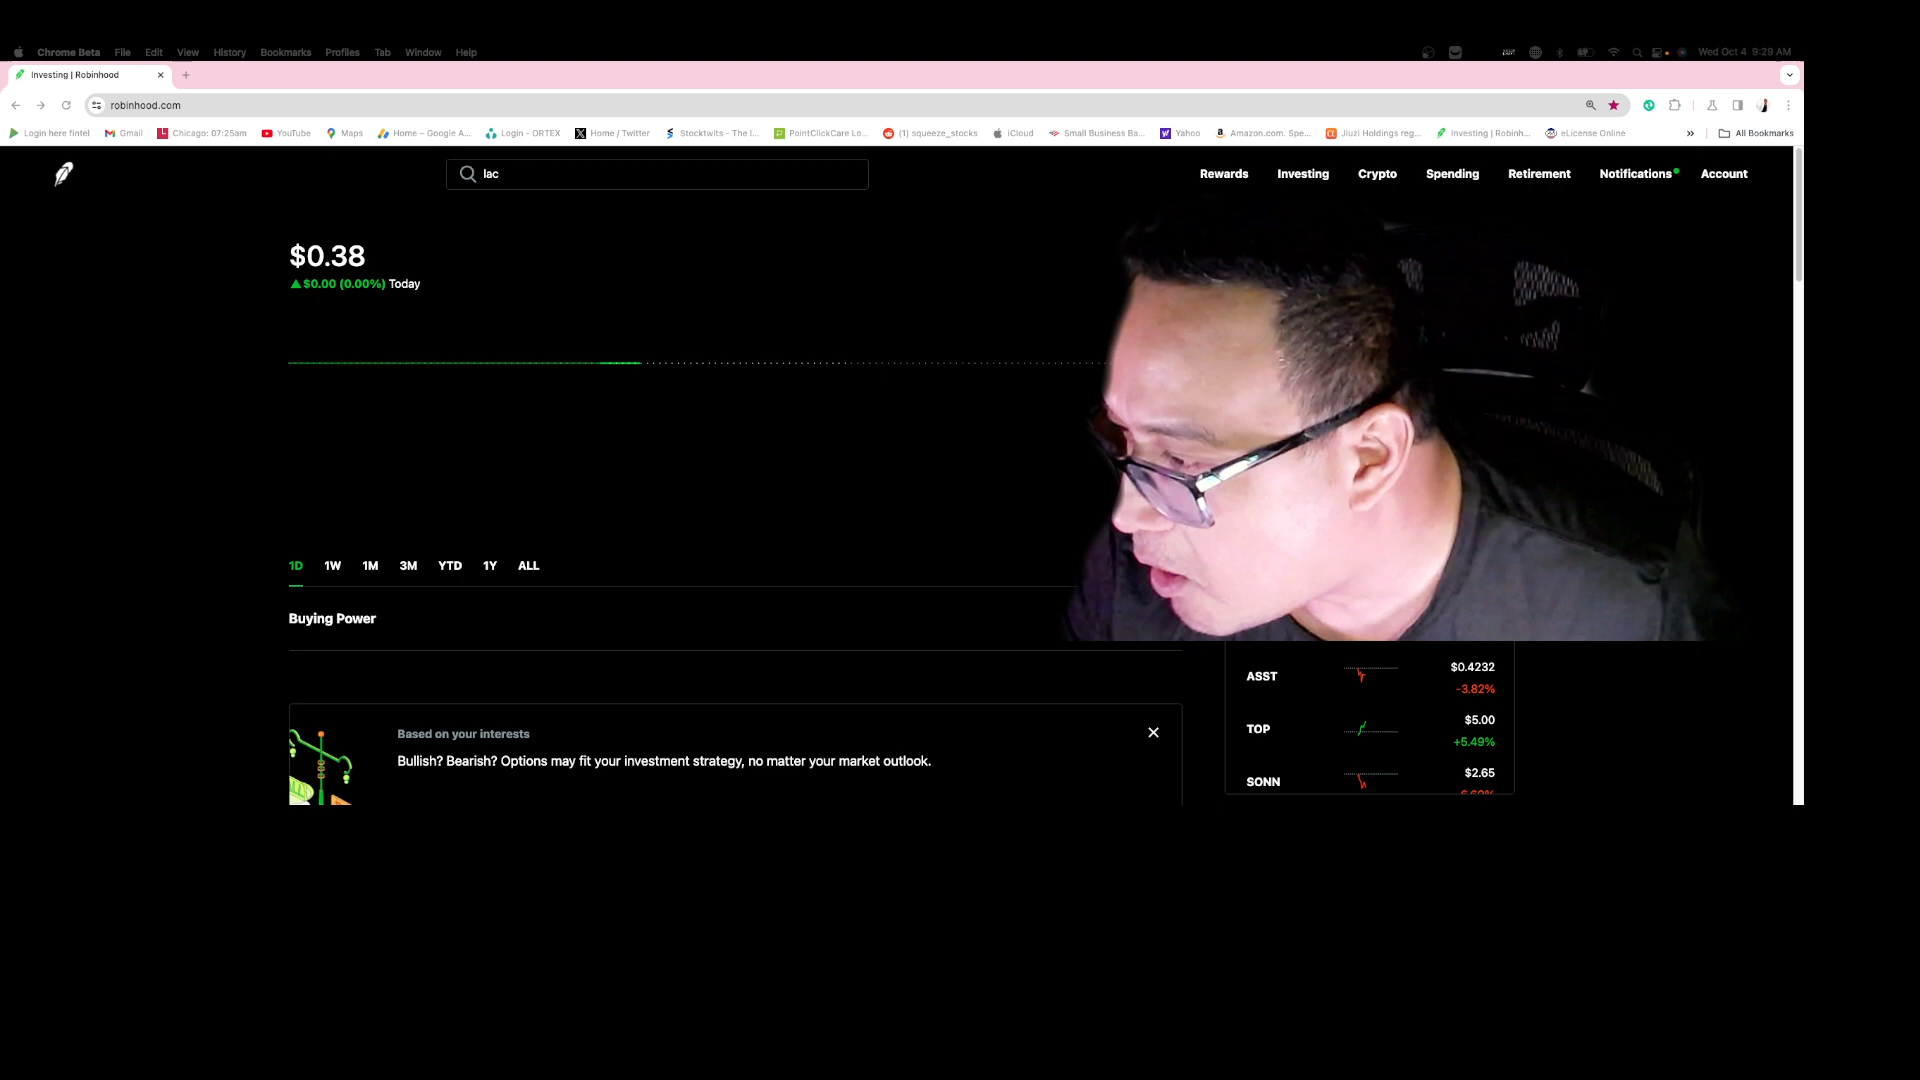 Chrome Beta File Edit View History Bookmarks Profiles Tab Window Help Wed Oct 4 9:29 AM
Investing | Robinhood
robinhood.com
Login here fintel Gmail Chicago: 07:25am YouTube Maps Home – Google A... Login - ORTEX Home / Twitter Stocktwits - The l... PointClickCare Lo... (1) squeeze_stocks iCloud Small Business Ba... Yahoo Amazon.com. Spe... Jiuzi Holdings reg... Investing | Robinh... eLicense Online » All Bookmarks
lac Rewards Investing Crypto Spending Retirement Notifications Account
$0.38
$0.00 (0.00%) Today
1D 1W 1M 3M YTD 1Y ALL
Buying Power
ASST $0.4232
-3.82%
TOP $5.00
+5.49%
SONN $2.65
Based on your interests
Bullish? Bearish? Options may fit your investment strategy, no matter your market outlook.